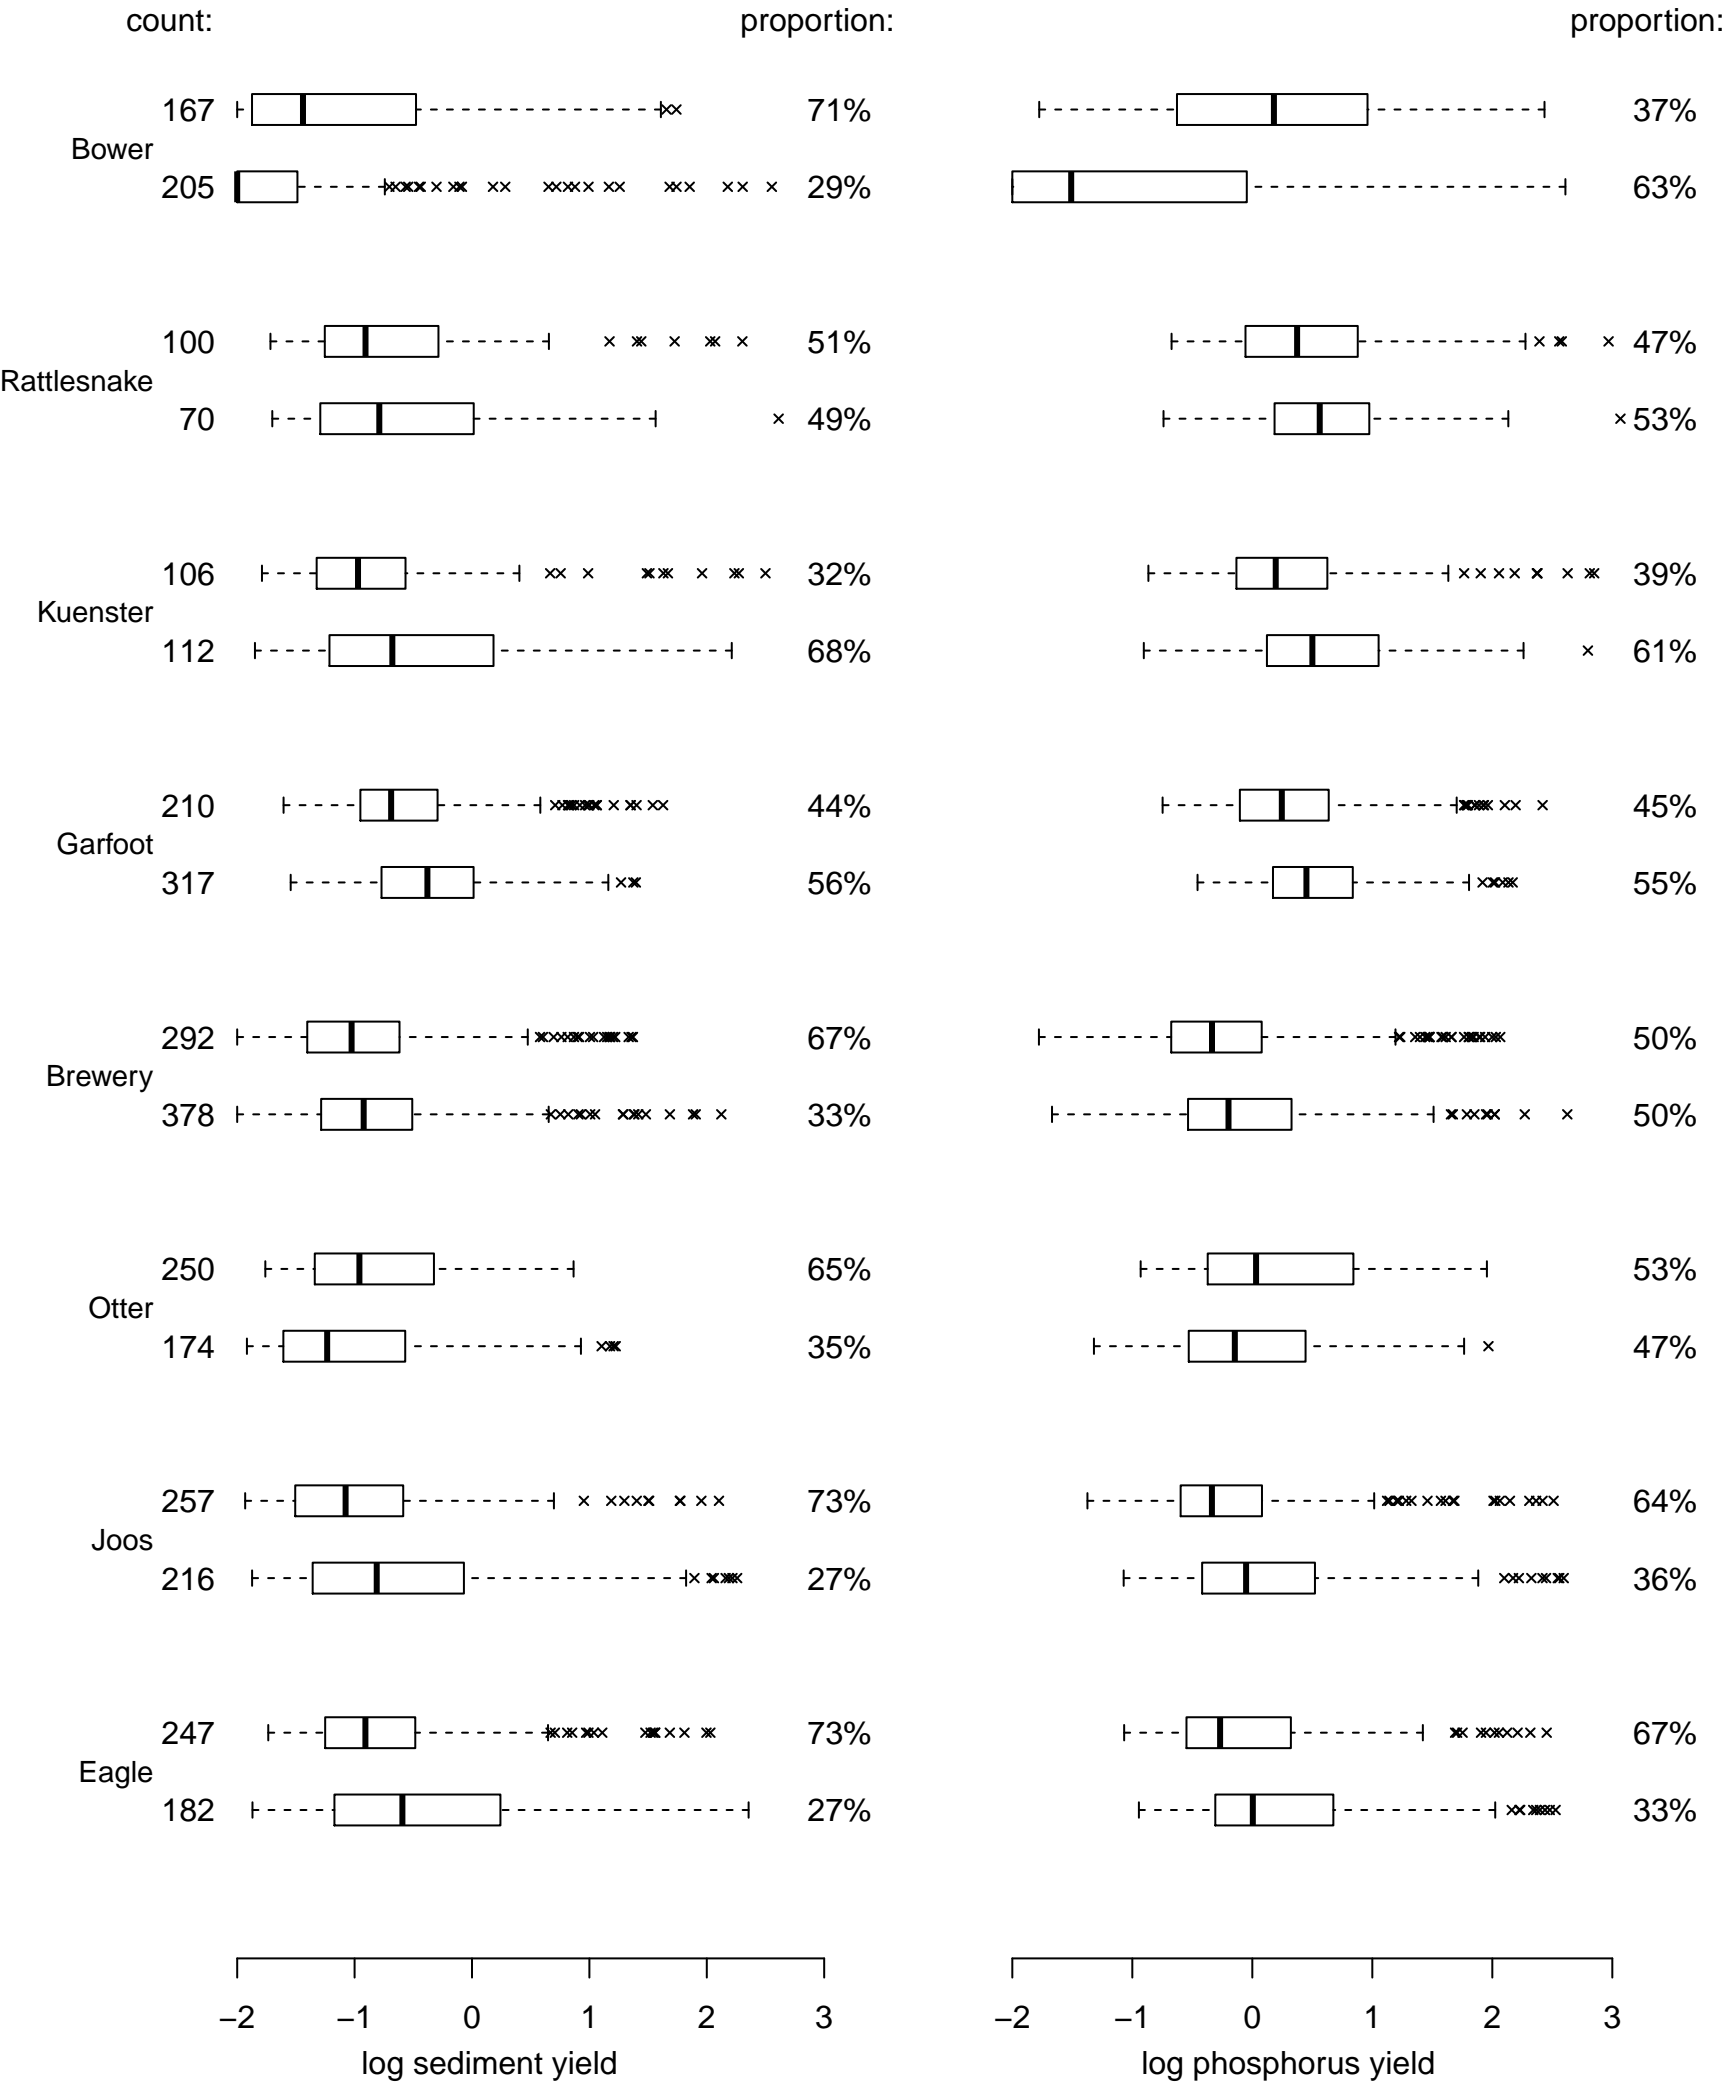 count: proportion: proportion:
167 71% 37%
Bower
205 29% 63%
100 51% 47%
Rattlesnake
70 49% 53%
106 32% 39%
Kuenster
112 68% 61%
210 44% 45%
Garfoot
317 56% 55%
292 67% 50%
Brewery
378 33% 50%
250 65% 53%
Otter
174 35% 47%
257 73% 64%
Joos
216 27% 36%
247 73% 67%
Eagle
182 27% 33%
−2 −1 0 1 2 3 −2 −1 0 1 2 3
log sediment yield log phosphorus yield